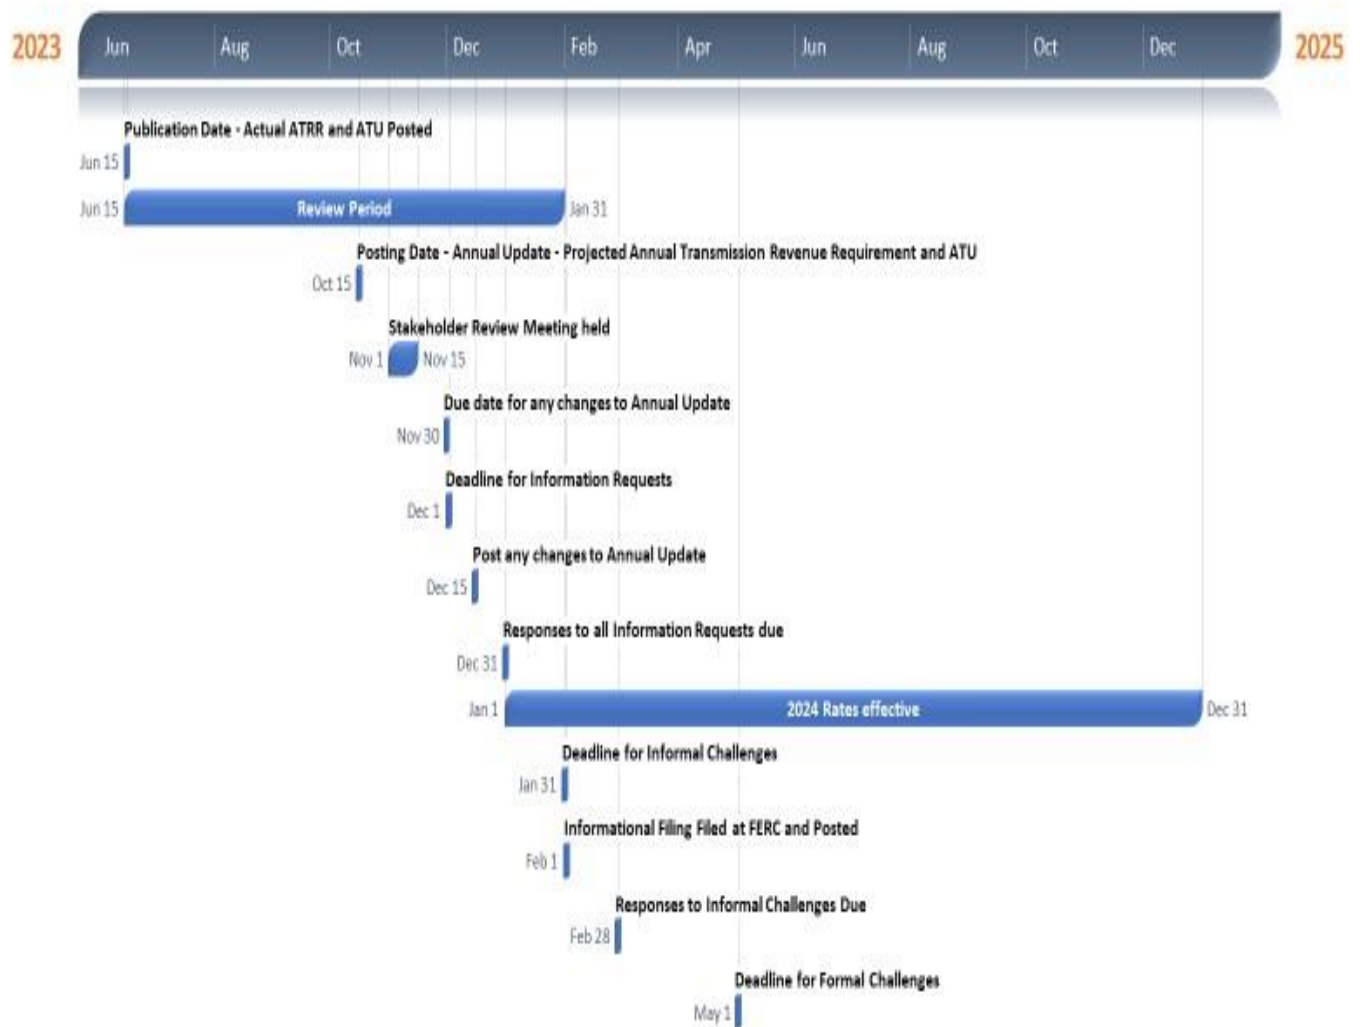 2023 Jun Aug Oct Dec Feb Apr Jun Aug Oct Dec 2025
Publication Date - Actual ATRR and ATU Posted
Jun 15
Jun 15 Review Period Jan 31
Posting Date - Annual Update - Projected Annual Transmission Revenue Requirement and ATU
Oct 15
Stakeholder Review Meeting held
Nov 1 Nov 15
Due date for any changes to Annual Update
Nov 30
Deadline for Information Requests
Dec 1
Post any changes to Annual Update
Dec 15
Responses to all Information Requests due
Dec 31
Jan 1 2024 Rates effective Dec 31
Deadline for Informal Challenges
Jan 31
Informational Filing Filed at FERC and Posted
Feb 1
Responses to Informal Challenges Due
Feb 28
Deadline for Formal Challenges
May 1